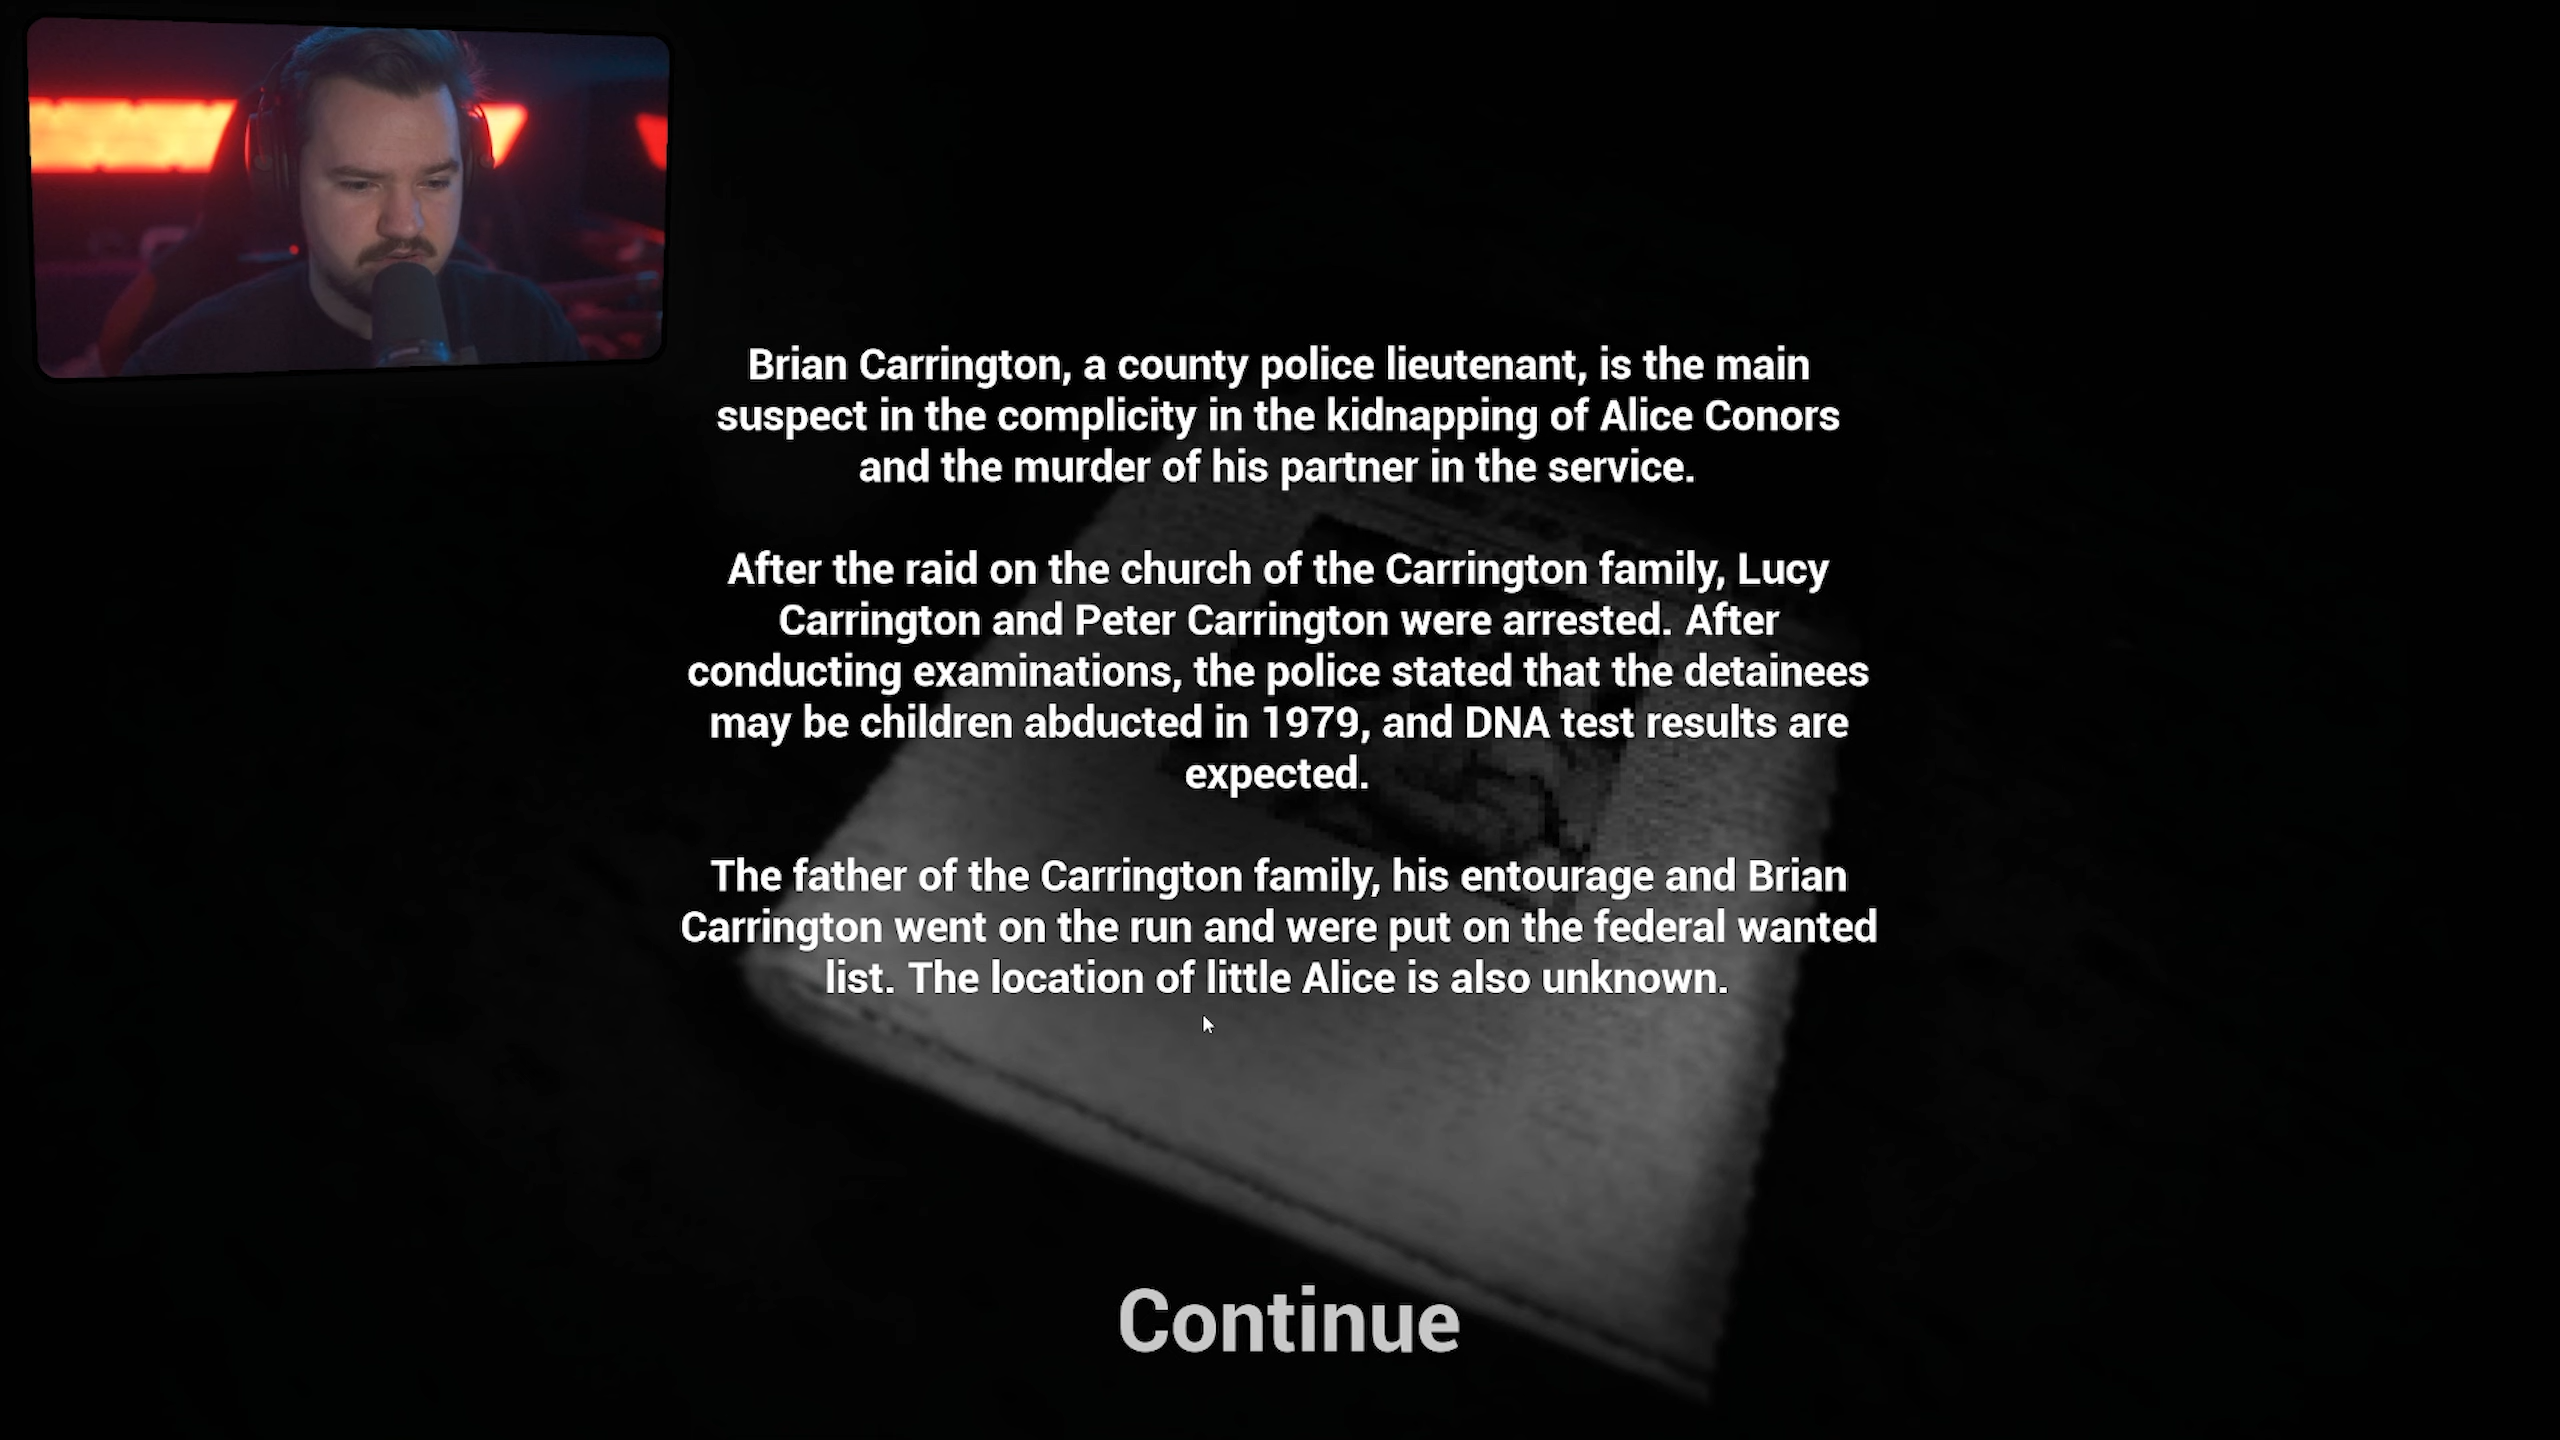 Brian Carrington, a county police lieutenant, is the main
suspect in the complicity in the kidnapping of Alice Conors
and the murder of his partner in the service.
After the raid on the church of the Carrington family, Lucy
Carrington and Peter Carrington were arrested. After
conducting examinations, the police stated that the detainees
may be children abducted in 1979, and DNA test results are
expected.
The father of the Carrington family, his entourage and Brian
Carrington went on the run and were put on the federal wanted
list. The location of little Alice is also unknown.
Continue